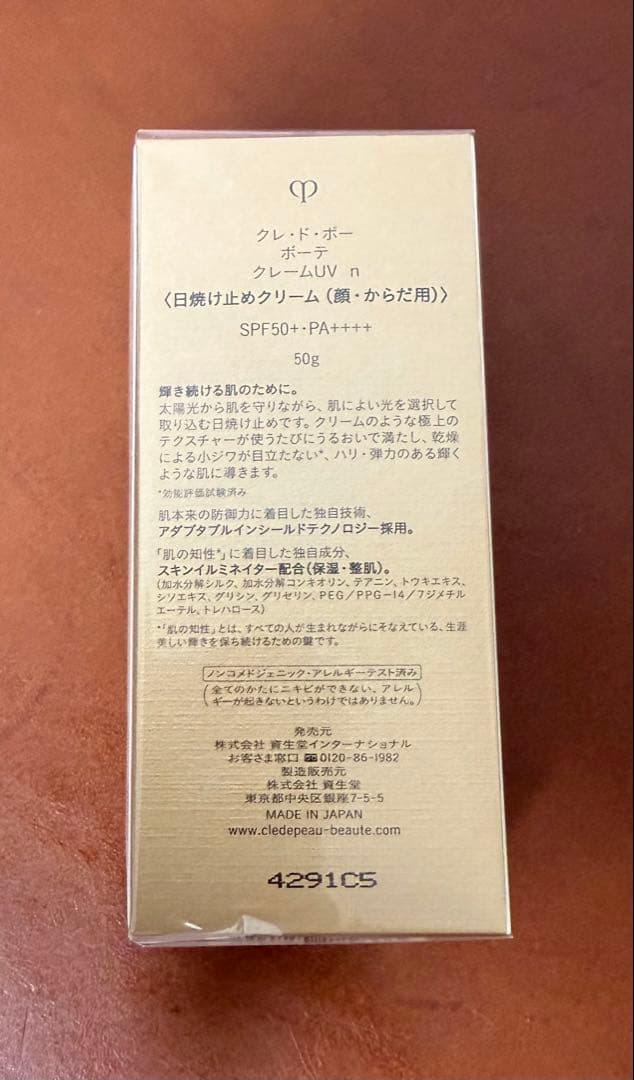 クレ・ド・ポー
ボーテ
クレームUV n
〈日焼け止めクリーム（顔・からだ用）〉
SPF50+・PA++++
50g
輝き続ける肌のために。
太陽光から肌を守りながら、肌によい光を選択して
取り込む日焼け止めです。クリームのような極上の
テクスチャーが使うたびにうるおいで満たし、乾燥
による小ジワが目立たない*、ハリ・弾力のある輝く
ような肌に導きます。
*効能評価試験済み
肌本来の防御力に着目した独自技術、
アダプタブルインシールドテクノロジー採用。
「肌の知性*」に着目した独自成分、
スキンイルミネイター配合（保湿・整肌）。
（加水分解シルク、加水分解コンキオリン、テアニン、トウキエキス、
シソエキス、グリシン、グリセリン、PEG／PPG-14／7ジメチル
エーテル、トレハロース）
*「肌の知性」とは、すべての人が生まれながらにそなえている、生涯
美しい輝きを保ち続けるための鍵です。
ノンコメドジェニック・アレルギーテスト済み
（全てのかたにニキビができない、アレル
ギーが起きないというわけではありません。）
発売元
株式会社 資生堂インターナショナル
お客さま窓口 0120-86-1982
製造販売元
株式会社 資生堂
東京都中央区銀座7-5-5
MADE IN JAPAN
www.cledepeau-beaute.com
4291C5